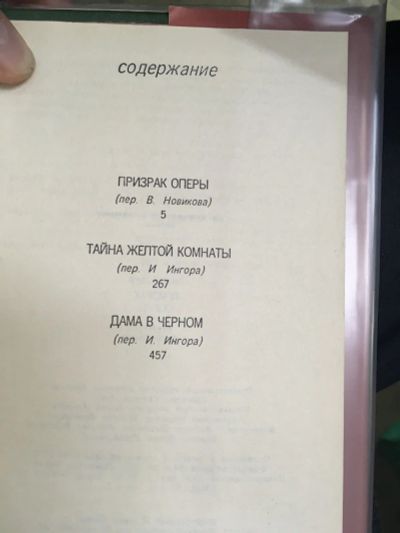 содержание
ПРИЗРАК ОПЕРЫ
(пер. В. Новикова)
5
ТАЙНА ЖЕЛТОЙ КОМНАТЫ
(пер. И Ингора)
267
ДАМА В ЧЕРНОМ
(пер. И. Ингора)
457